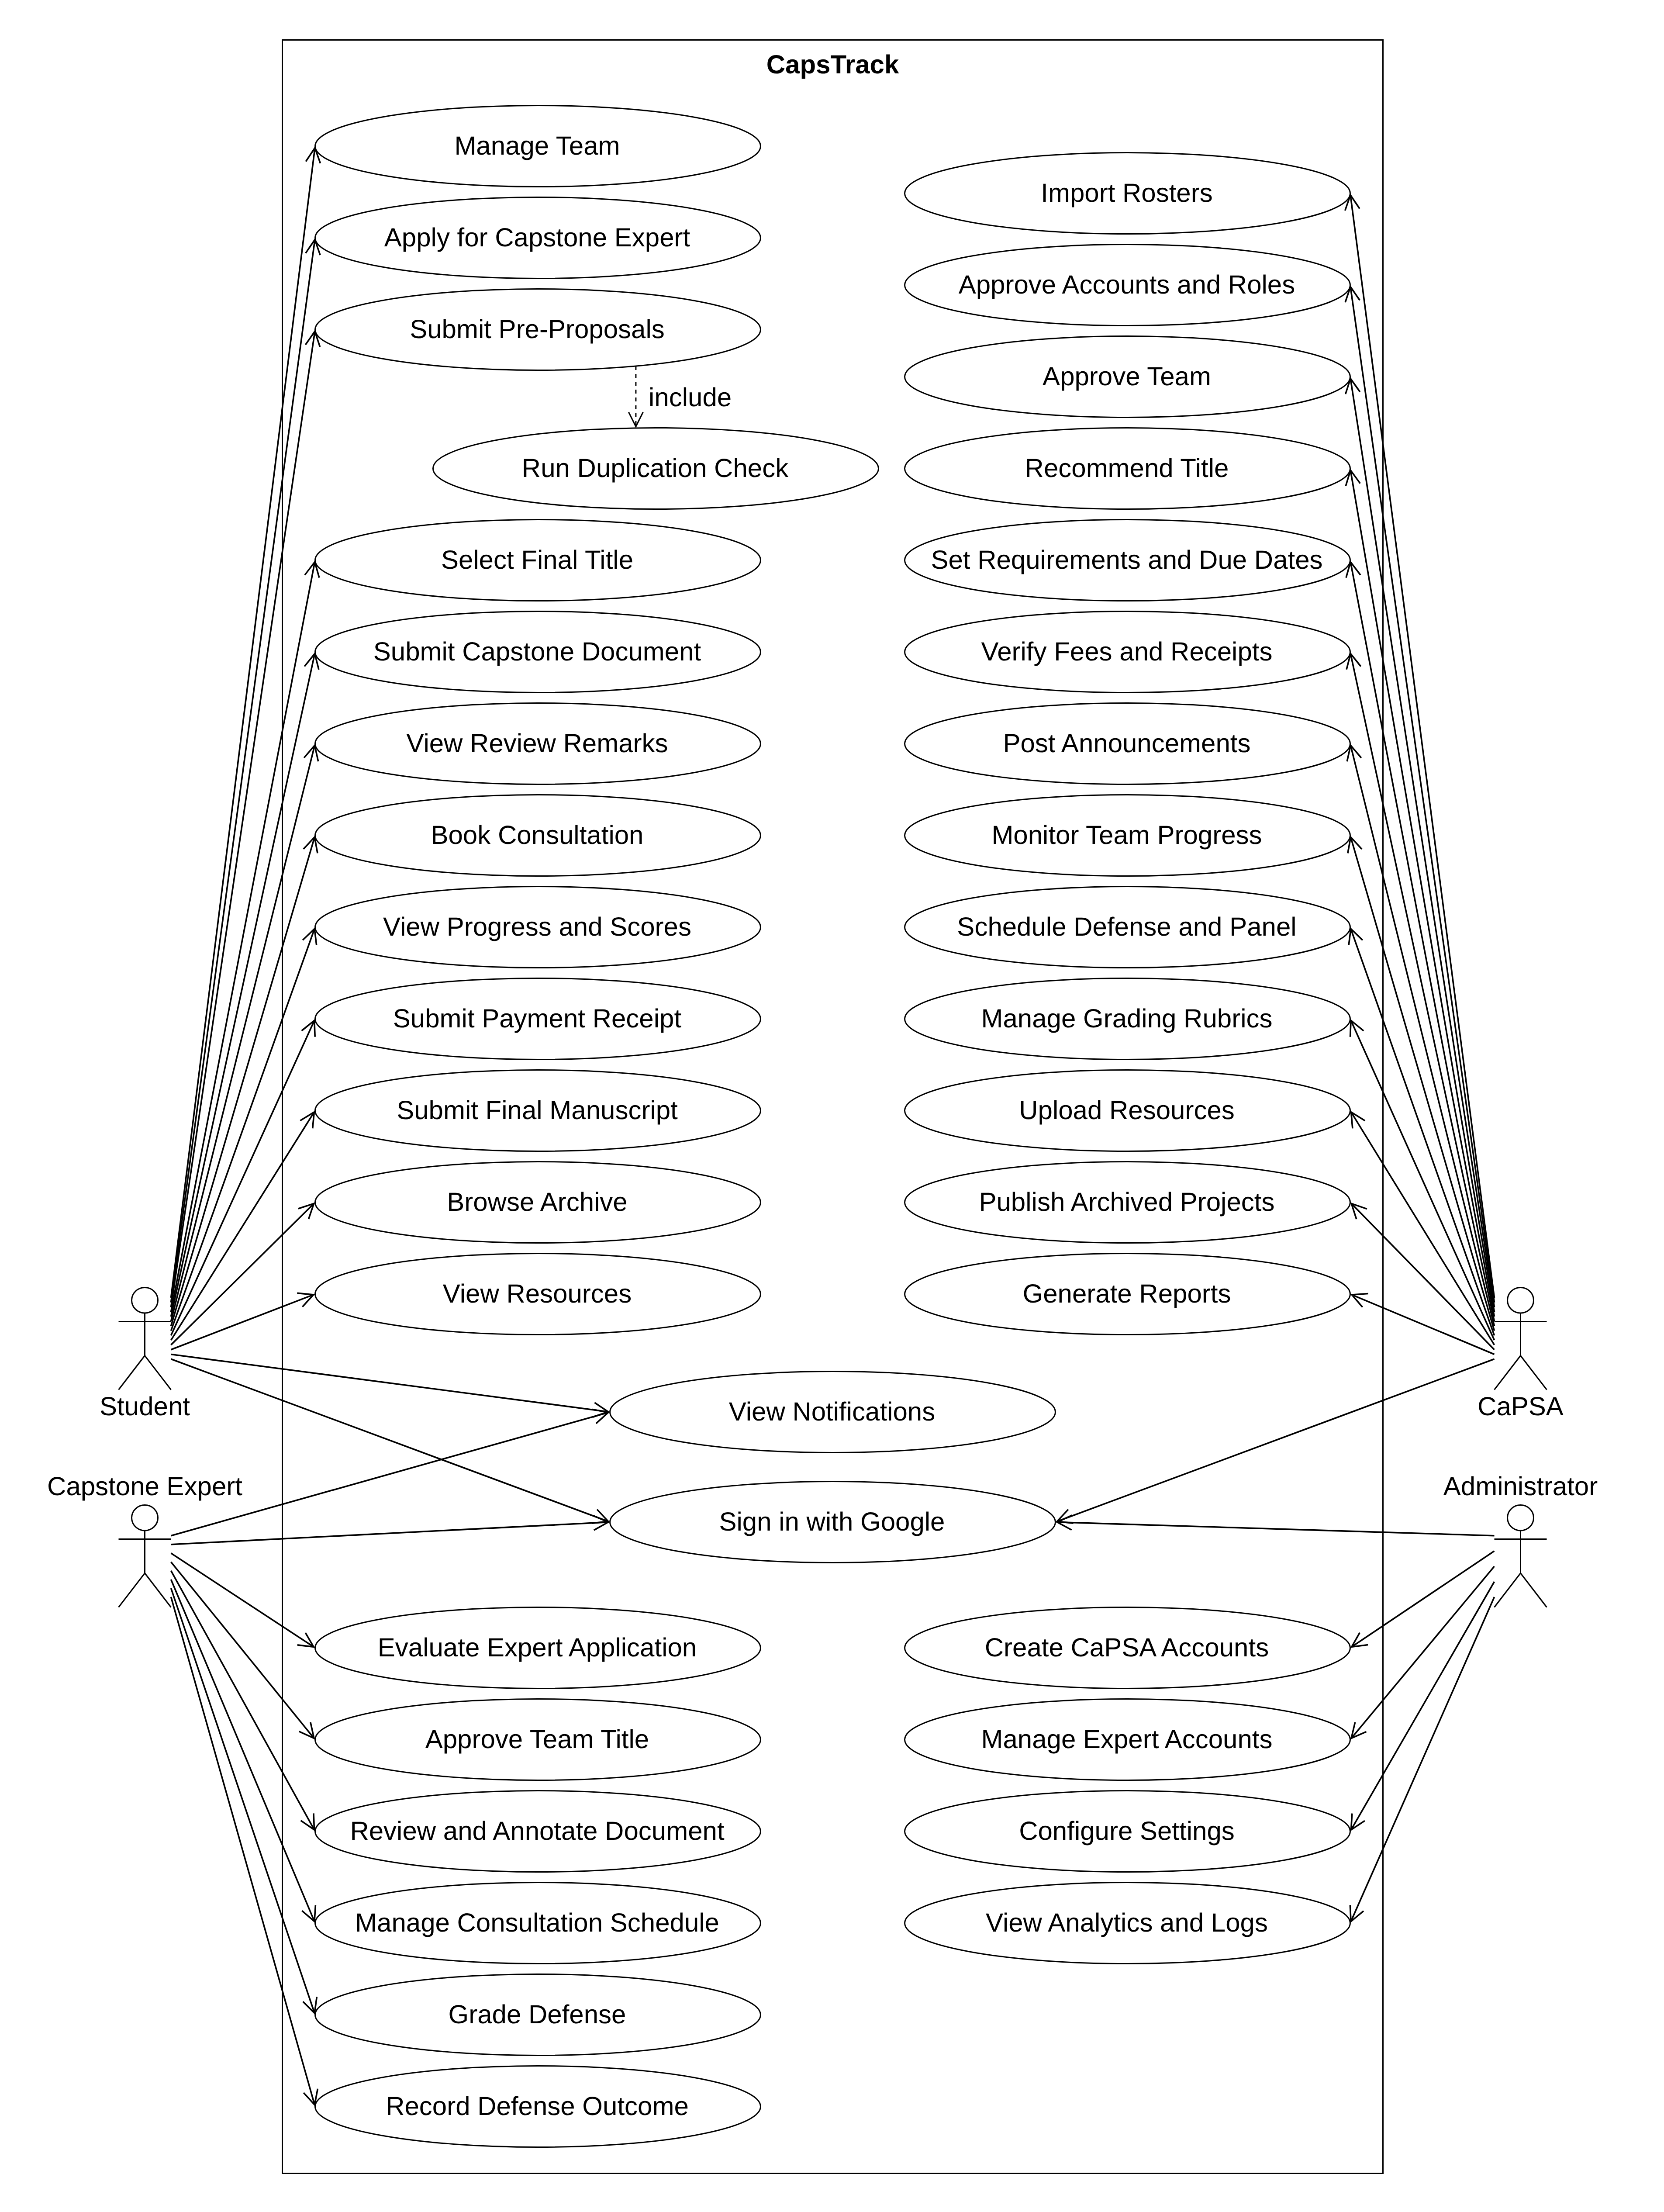 CapsTrack
Manage Team
Apply for Capstone Expert
Submit Pre-Proposals
include
Run Duplication Check
Select Final Title
Submit Capstone Document
View Review Remarks
Book Consultation
View Progress and Scores
Submit Payment Receipt
Submit Final Manuscript
Browse Archive
View Resources
Import Rosters
Approve Accounts and Roles
Approve Team
Recommend Title
Set Requirements and Due Dates
Verify Fees and Receipts
Post Announcements
Monitor Team Progress
Schedule Defense and Panel
Manage Grading Rubrics
Upload Resources
Publish Archived Projects
Generate Reports
Student
CaPSA
View Notifications
Capstone Expert
Administrator
Sign in with Google
Evaluate Expert Application
Approve Team Title
Review and Annotate Document
Manage Consultation Schedule
Grade Defense
Record Defense Outcome
Create CaPSA Accounts
Manage Expert Accounts
Configure Settings
View Analytics and Logs